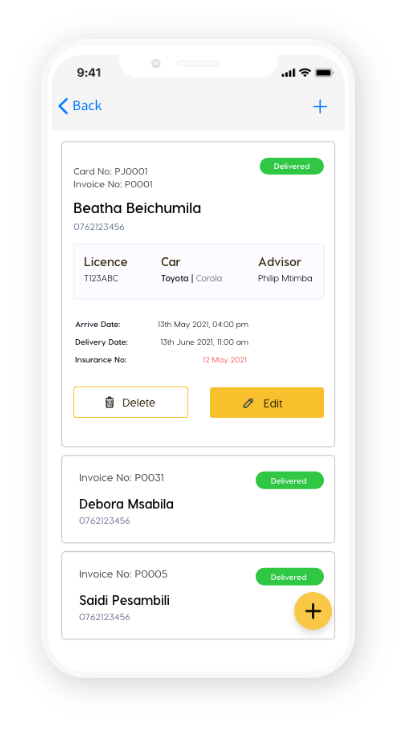 9:41
Back
Delivered
Card No: PJ0001
Invoice No: P0001
Beatha Beichumila
0762123456
Licence Car Advisor
T123ABC Toyota | Corola Philip Mtimba
Arrive Date: 13th May 2021, 04:00 pm
Delivery Date: 13th June 2021, 11:00 am
Insurance No: 12 May 2021
Delete Edit
Invoice No: P0031 Delivered
Debora Msabila
0762123456
Invoice No: P0005 Delivered
Saidi Pesambili
0762123456